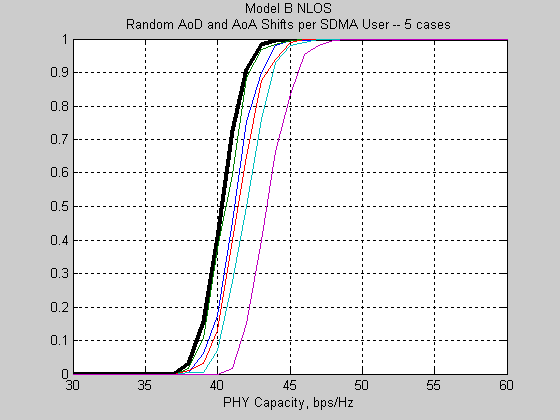 Model B NLOS
Random AoD and AoA Shifts per SDMA User -- 5 cases
1
0.9
0.8
0.7
0.6
0.5
0.4
0.3
0.2
0.1
0
30 35 40 45 50 55 60
PHY Capacity, bps/Hz